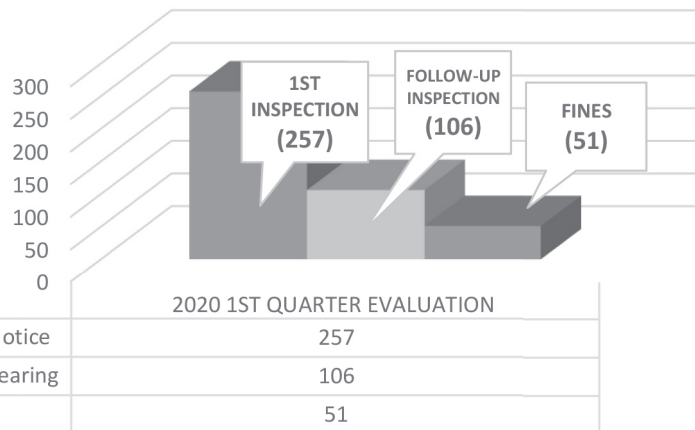 300
250
200
150
100
50
0
1ST
INSPECTION
(257)
FOLLOW-UP
INSPECTION
(106)
FINES
(51)
2020 1ST QUARTER EVALUATION
otice 257
earing 106
51